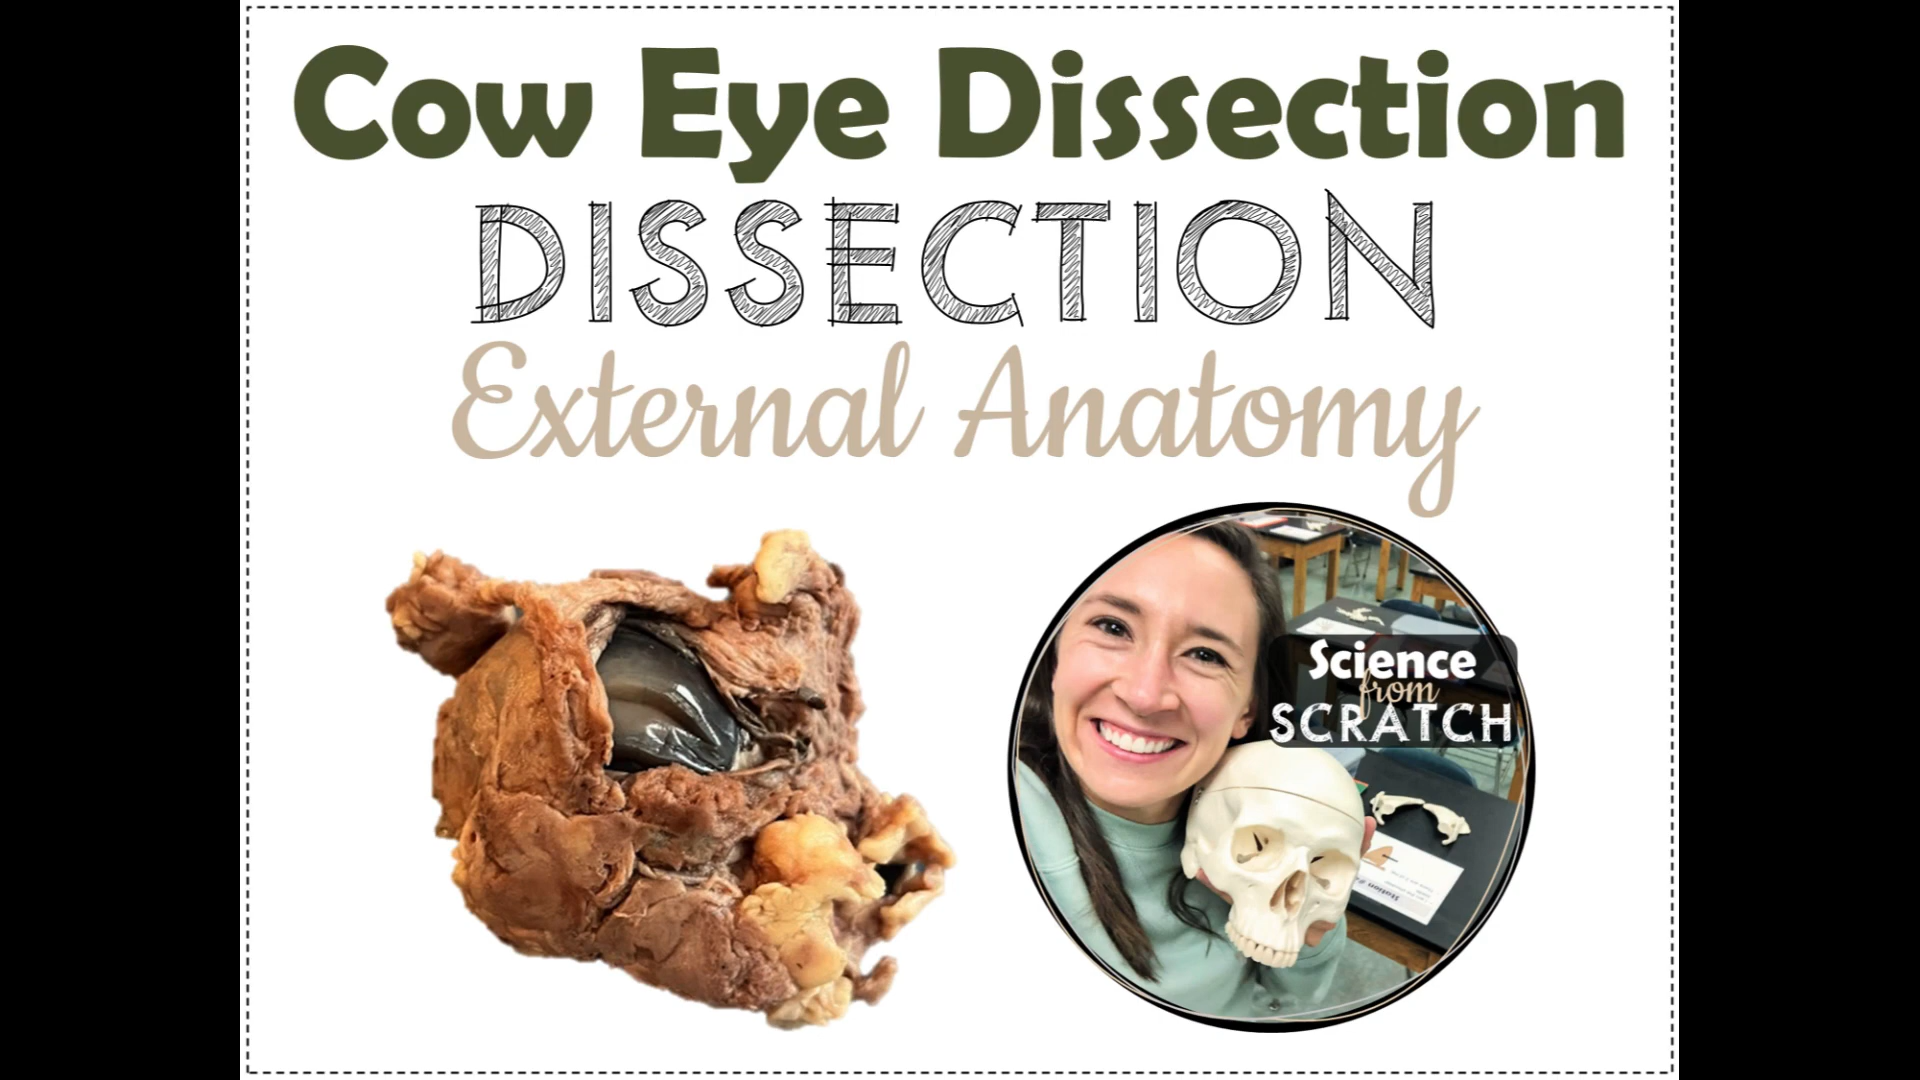 Cow Eye Dissection
DISSECTION
External Anatomy
Science
from
SCRATCH